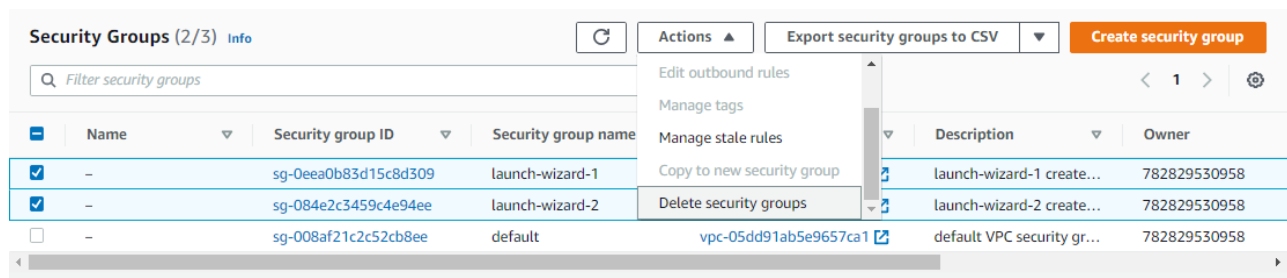 Security Groups (2/3) Info
Actions
Export security groups to CSV
Create security group
Filter security groups
Edit outbound rules
Manage tags
Manage stale rules
Copy to new security group
Delete security groups
1
Name Security group ID Security group name Description Owner
– sg-0eea0b83d15c8d309 launch-wizard-1 launch-wizard-1 create... 782829530958
– sg-084e2c3459c4e94ee launch-wizard-2 launch-wizard-2 create... 782829530958
– sg-008af21c2c52cb8ee default vpc-05dd91ab5e9657ca1 default VPC security gr... 782829530958